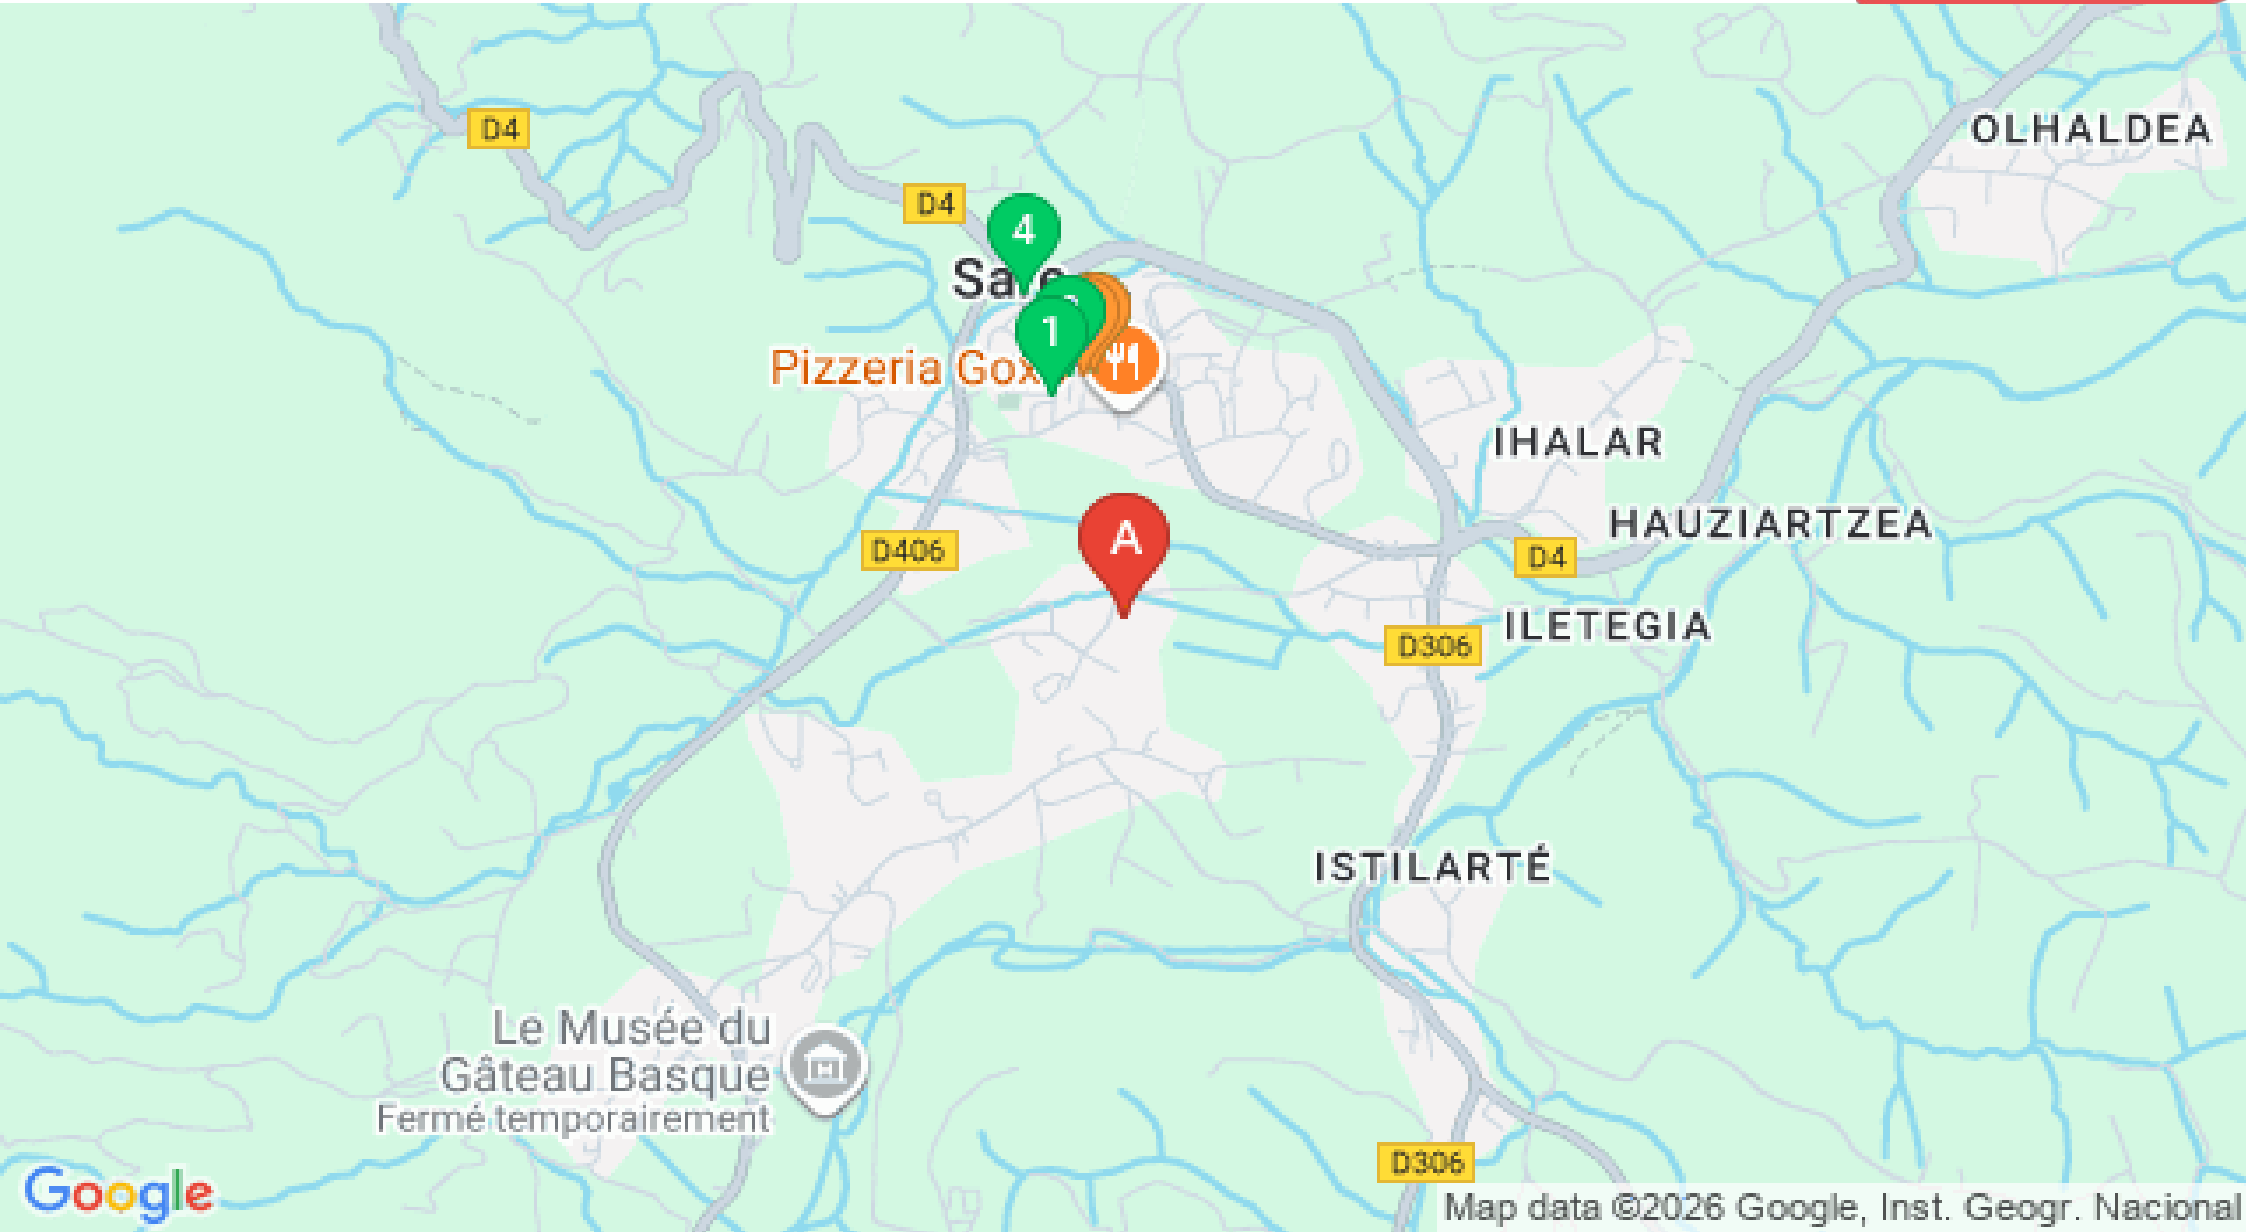 OLHALDEA
D4
D4
4
Sare
1
Pizzeria Gox
IHALAR
HAUZIARTZEA
A
D406
D4
ILETEGIA
D306
ISTILARTÉ
Le Musée du
Gâteau Basque
Fermé temporairement
D306
Google
Map data ©2026 Google, Inst. Geogr. Nacional